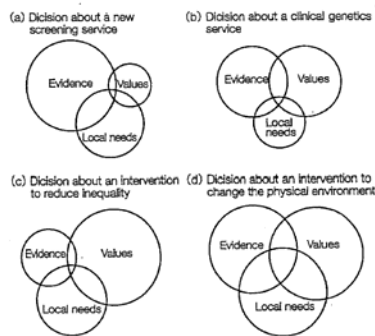 (a) Dicision about a new
screening service
Evidence
Values
Local needs
(b) Dicision about a clinical genetics
service
Evidence
Values
Local
needs
(c) Dicision about an intervention
to reduce inequality
Evidence
Values
Local needs
(d) Dicision about an intervention to
change the physical environment
Evidence
Values
Local needs